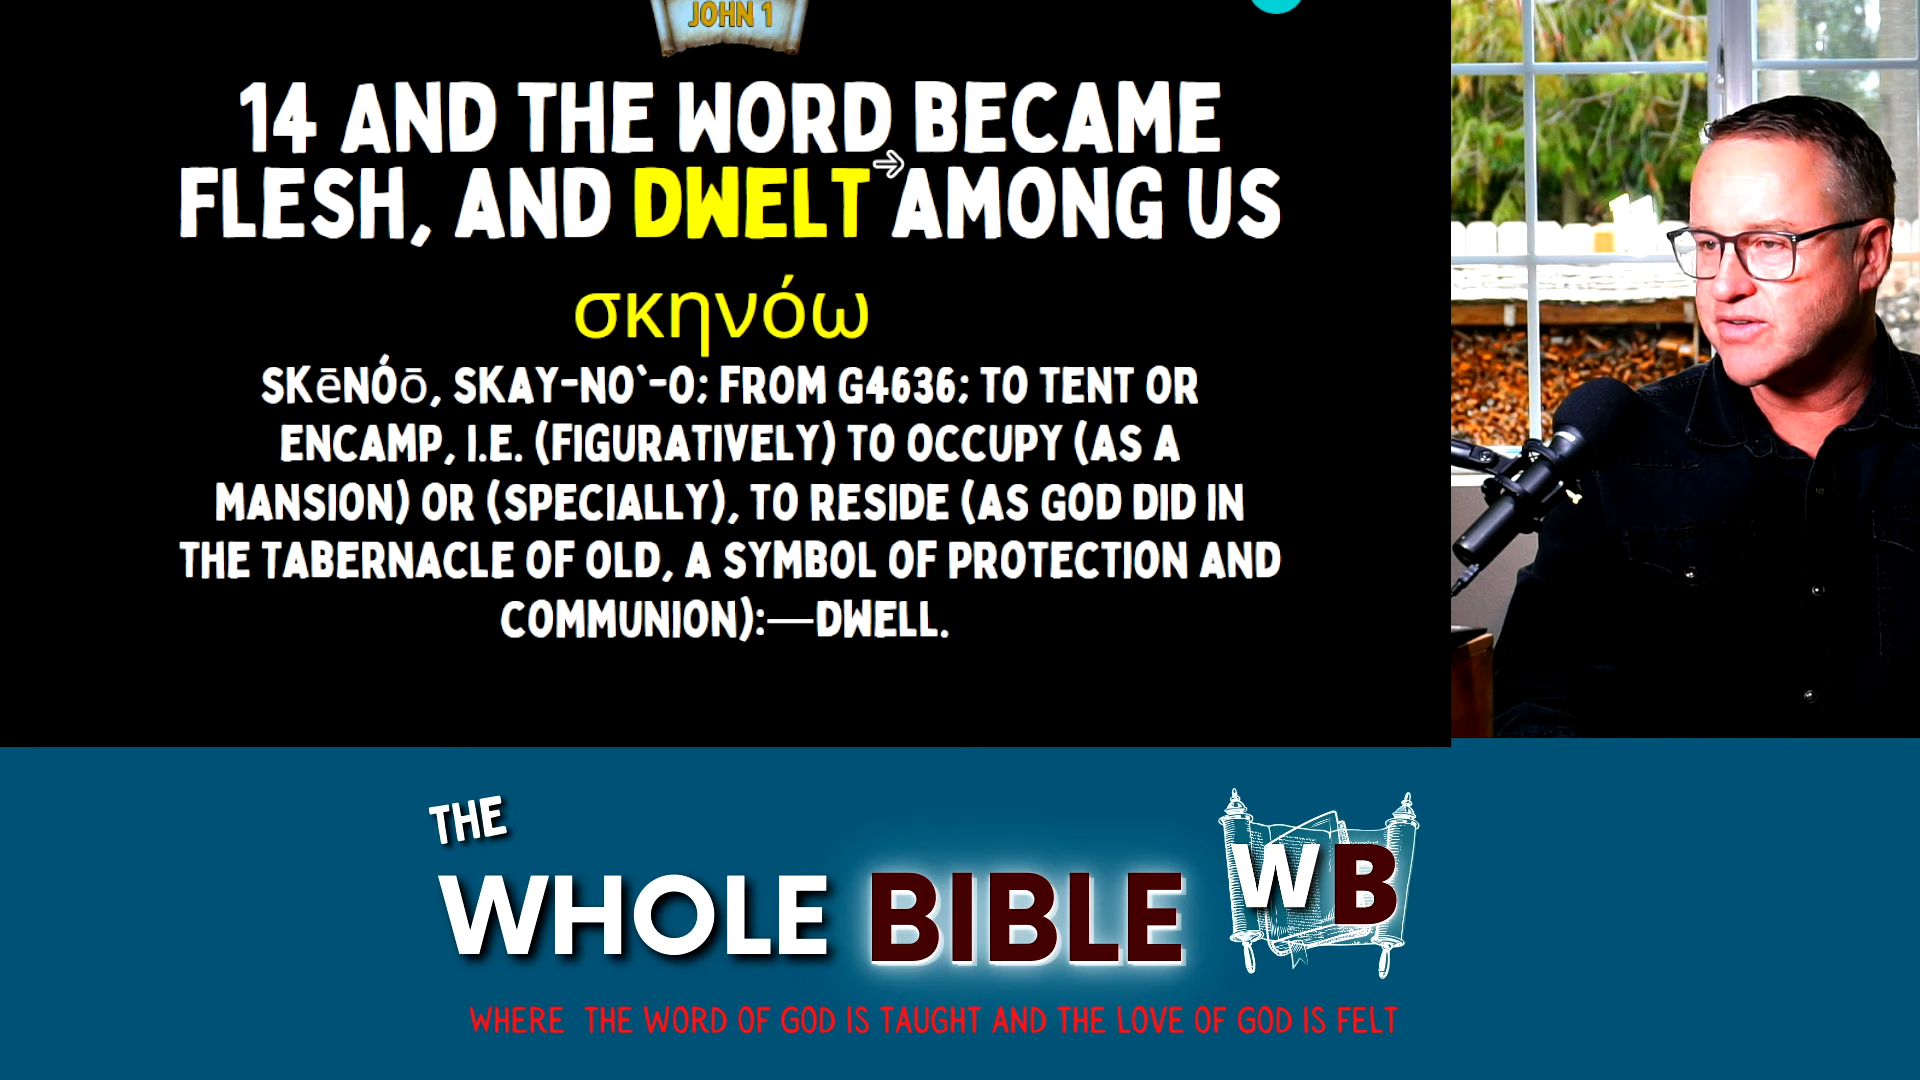 JOHN 1
14 AND THE WORD BECAME
FLESH, AND DWELT AMONG US
σκηνόω
SKēNÓō, SKAY-NO`-O; FROM G4636; TO TENT OR
ENCAMP, I.E. (FIGURATIVELY) TO OCCUPY (AS A
MANSION) OR (SPECIALLY), TO RESIDE (AS GOD DID IN
THE TABERNACLE OF OLD, A SYMBOL OF PROTECTION AND
COMMUNION):—DWELL.
THE
WHOLE BIBLE
WB
WHERE THE WORD OF GOD IS TAUGHT AND THE LOVE OF GOD IS FELT